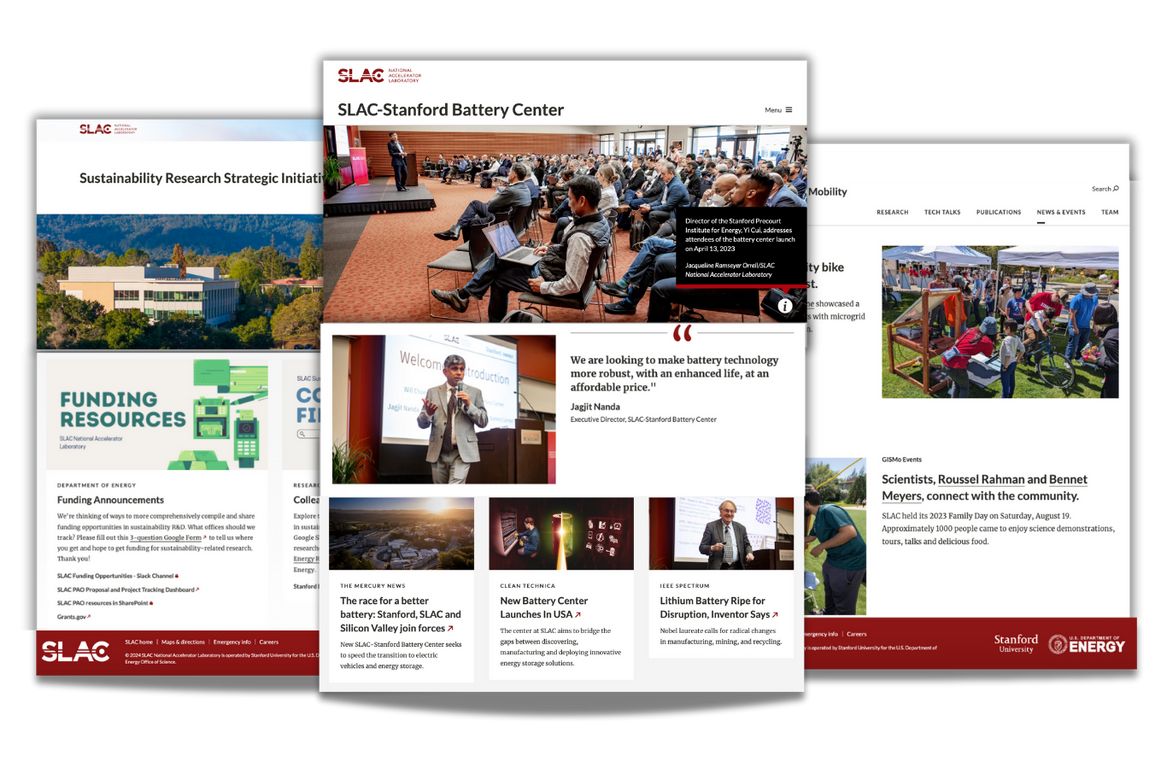 SLAC NATIONAL
ACCELERATOR
LABORATORY
Sustainability Research Strategic Initiati
FUNDING
RESOURCES
SLAC National Accelerator
Laboratory
DEPARTMENT OF ENERGY
Funding Announcements
We're thinking of ways to more comprehensively compile and share
funding opportunities in sustainability R&D. What offices should we
track? Please fill out this 3-question Google Form to tell us where
you get and hope to get funding for sustainability-related research.
Thank you!
SLAC Funding Opportunities - Slack Channel
SLAC PAO Proposal and Project Tracking Dashboard
SLAC PAO resources in SharePoint
Grants.gov
SLAC Su
CO
FI
RESEAR
Collea
Explore
in sustai
Google S
research
Energy R
Energy.
Stanford
SLAC
SLAC home | Maps & directions | Emergency info | Careers
© 2024 SLAC National Accelerator Laboratory is operated by Stanford University for the U.S. D
Energy Office of Science.
SLAC NATIONAL
ACCELERATOR
LABORATORY
SLAC-Stanford Battery Center
Menu
Director of the Stanford Precourt
Institute for Energy, Yi Cui, addresses
attendees of the battery center launch
on April 13, 2023
Jacqueline Ramseyer Orrell/SLAC
National Accelerator Laboratory
i
Welcom
troduction
Jagjit Nanda
“
We are looking to make battery technology
more robust, with an enhanced life, at an
affordable price."
Jagjit Nanda
Executive Director, SLAC-Stanford Battery Center
THE MERCURY NEWS
The race for a better
battery: Stanford, SLAC and
Silicon Valley join forces
New SLAC-Stanford Battery Center seeks
to speed the transition to electric
vehicles and energy storage.
CLEAN TECHNICA
New Battery Center
Launches In USA
The center at SLAC aims to bridge the
gaps between discovering,
manufacturing and deploying innovative
energy storage solutions.
IEEE SPECTRUM
Lithium Battery Ripe for
Disruption, Inventor Says
Nobel laureate calls for radical changes
in manufacturing, mining, and recycling.
Mobility
Search
RESEARCH TECH TALKS PUBLICATIONS NEWS & EVENTS TEAM
ity bike
st.
e showcased a
s with microgrid
n.
GISMo Events
Scientists, Roussel Rahman and Bennet
Meyers, connect with the community.
SLAC held its 2023 Family Day on Saturday, August 19.
Approximately 1000 people came to enjoy science demonstrations,
tours, talks and delicious food.
mergency info | Careers
y is operated by Stanford University for the U.S. Department of
Stanford
University
U.S. DEPARTMENT OF
ENERGY